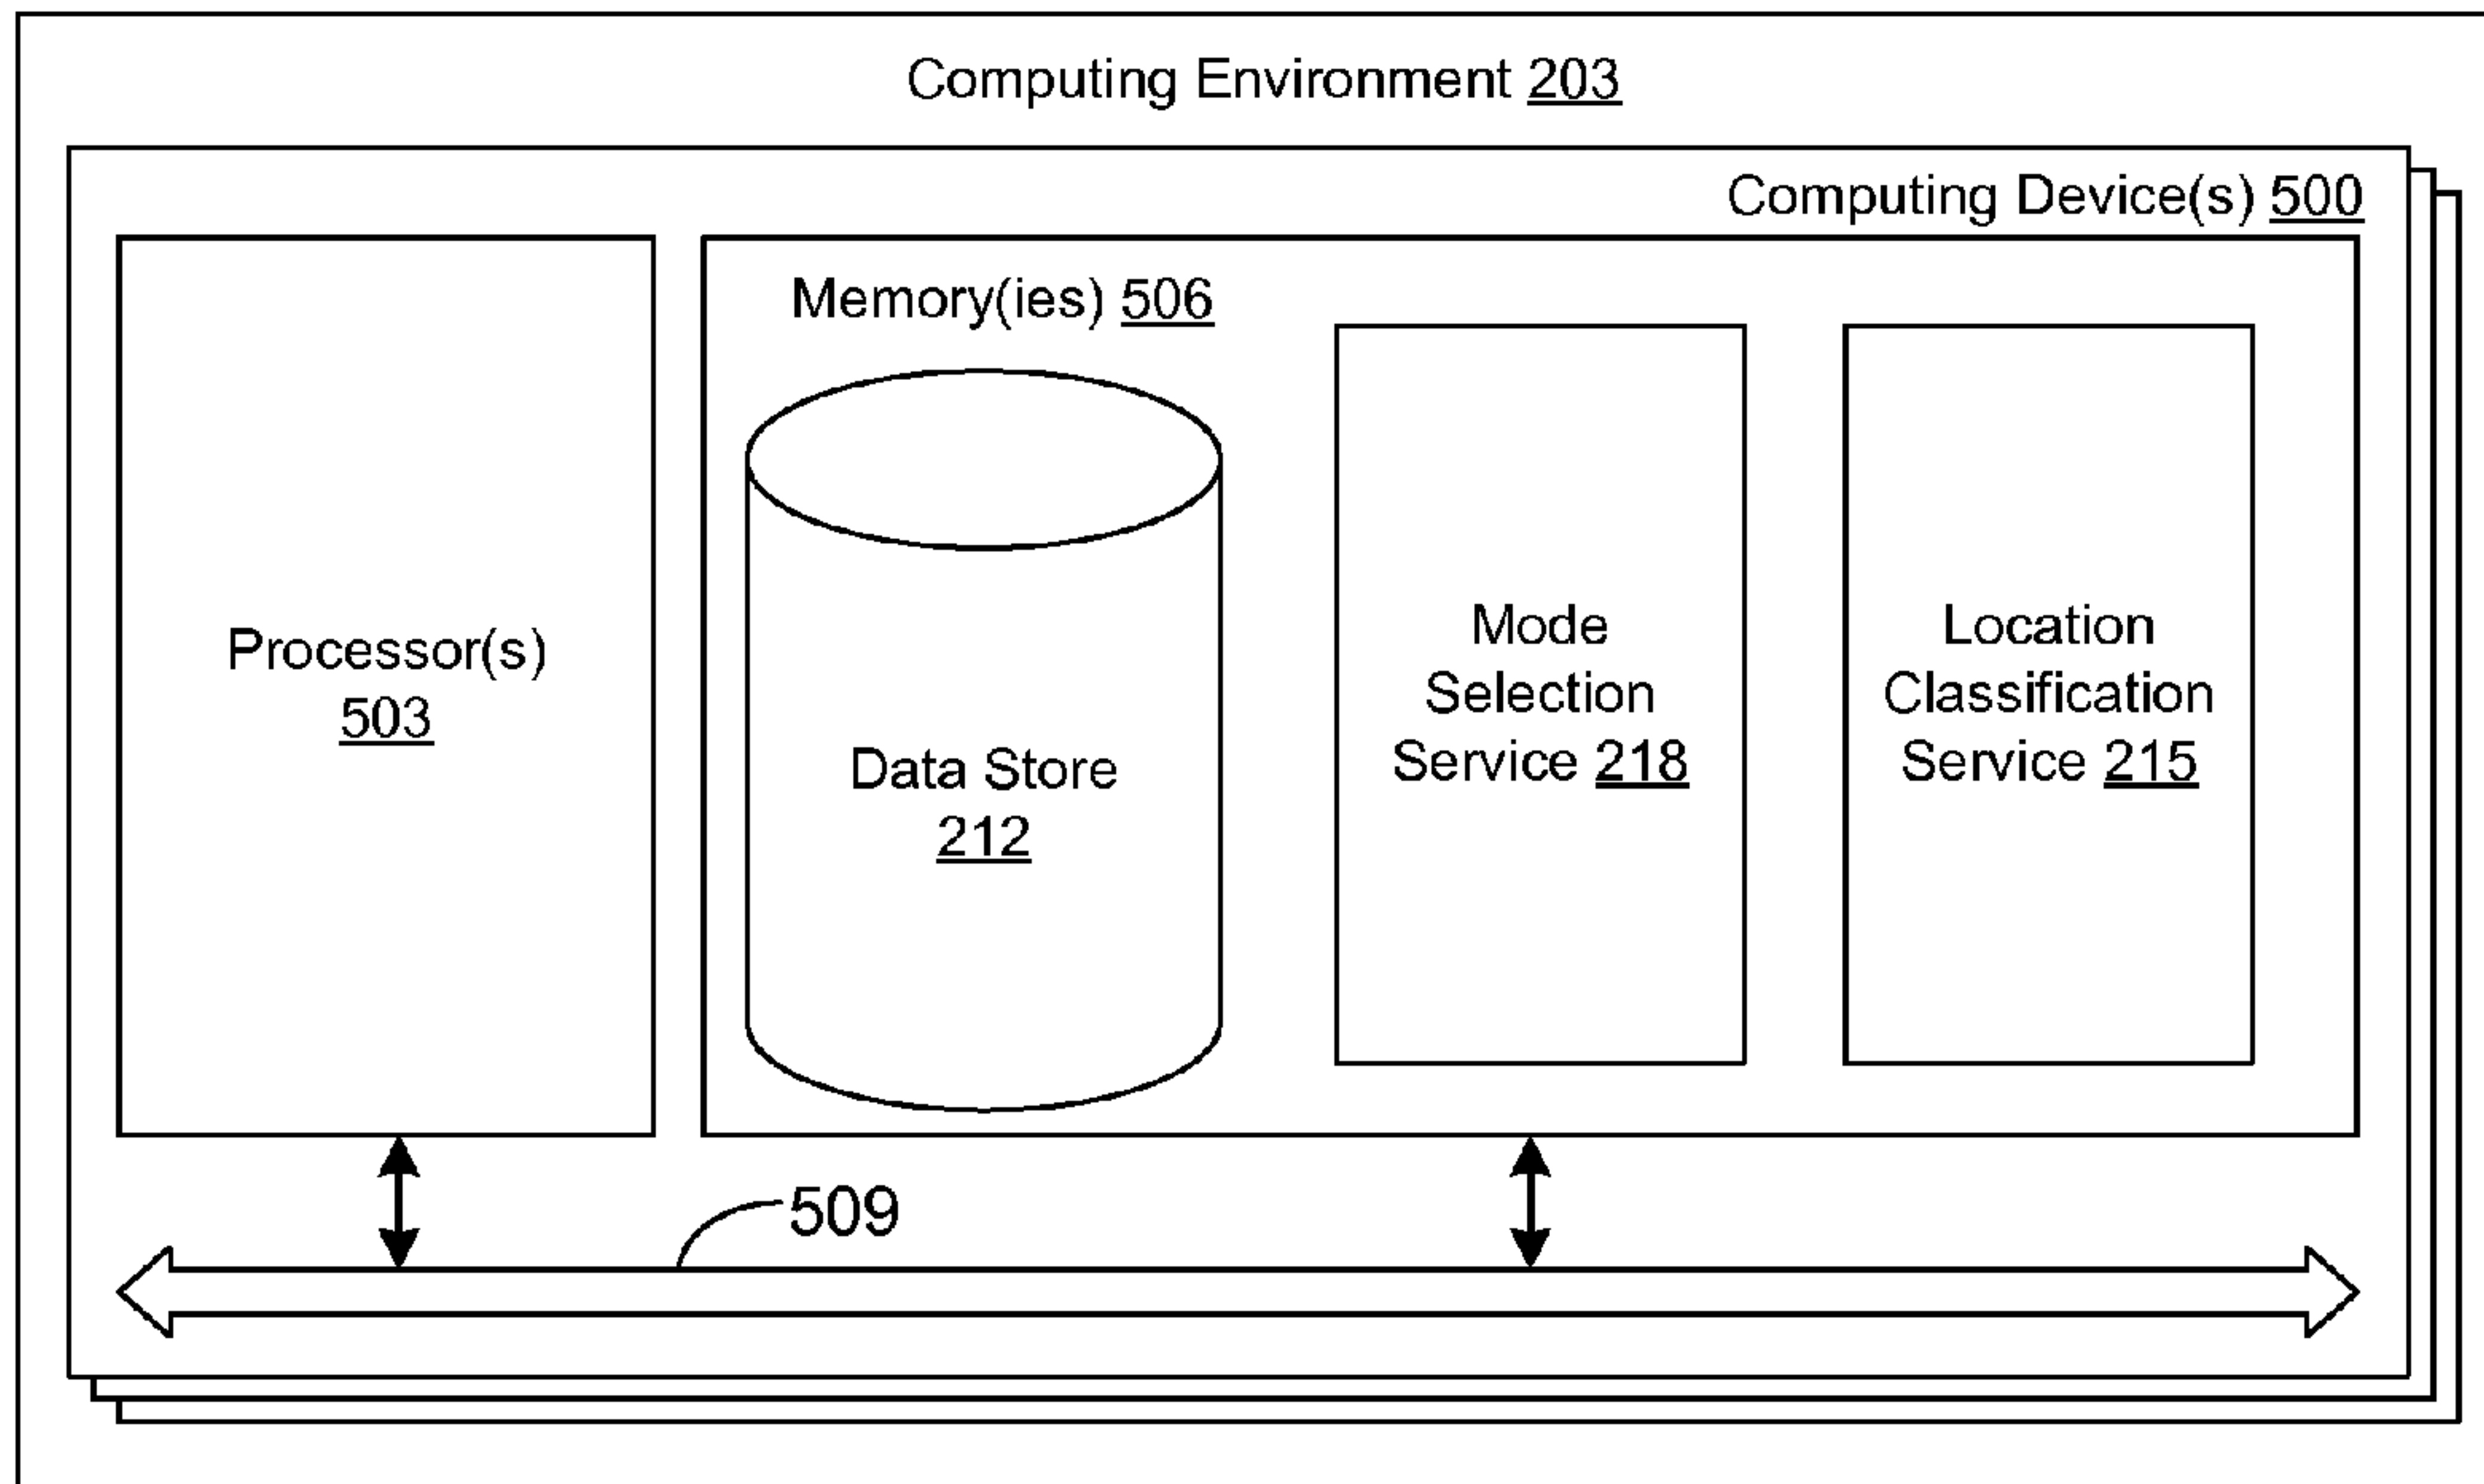 Computing Environment 203
Computing Device(s) 500
Memory(ies) 506
Processor(s)
503
Data Store
212
Mode
Selection
Service 218
Location
Classification
Service 215
509